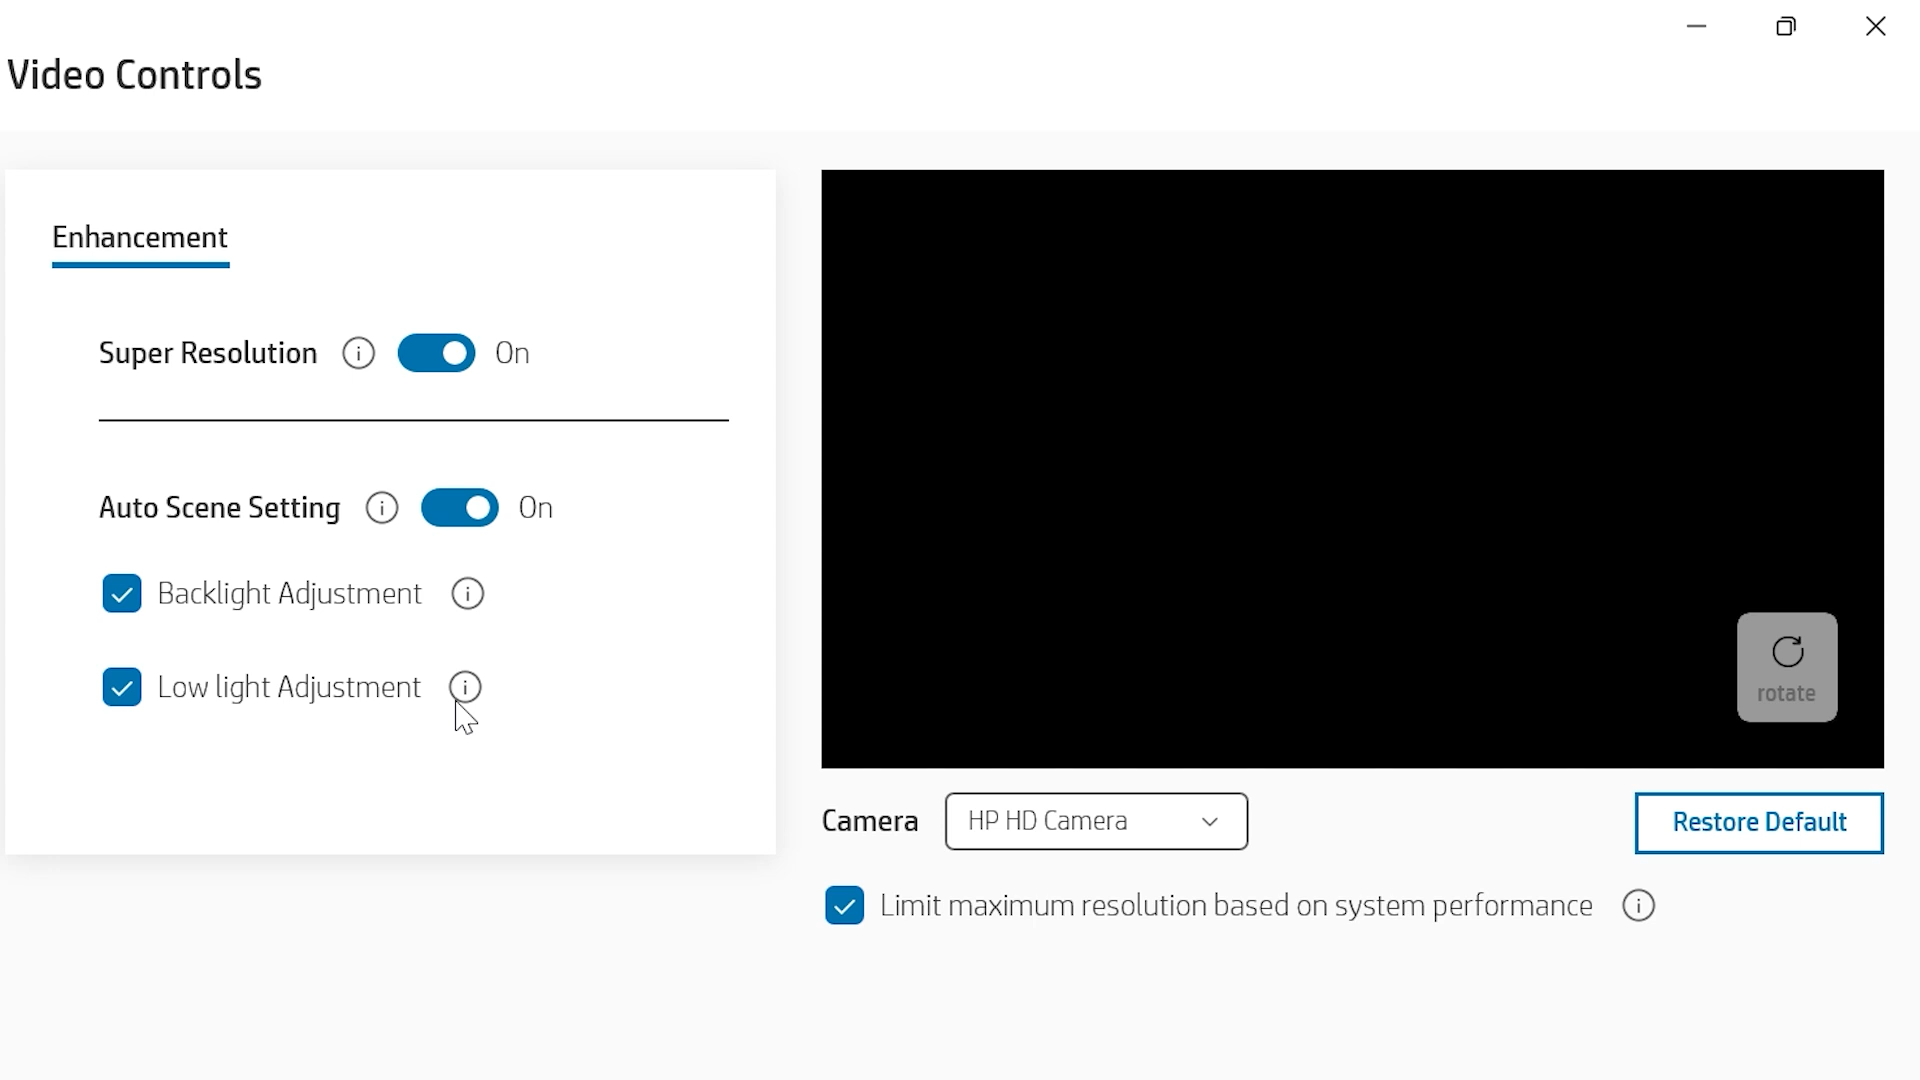 Video Controls
Enhancement
Super Resolution On
Auto Scene Setting On
Backlight Adjustment
Low light Adjustment
rotate
Camera HP HD Camera
Restore Default
Limit maximum resolution based on system performance